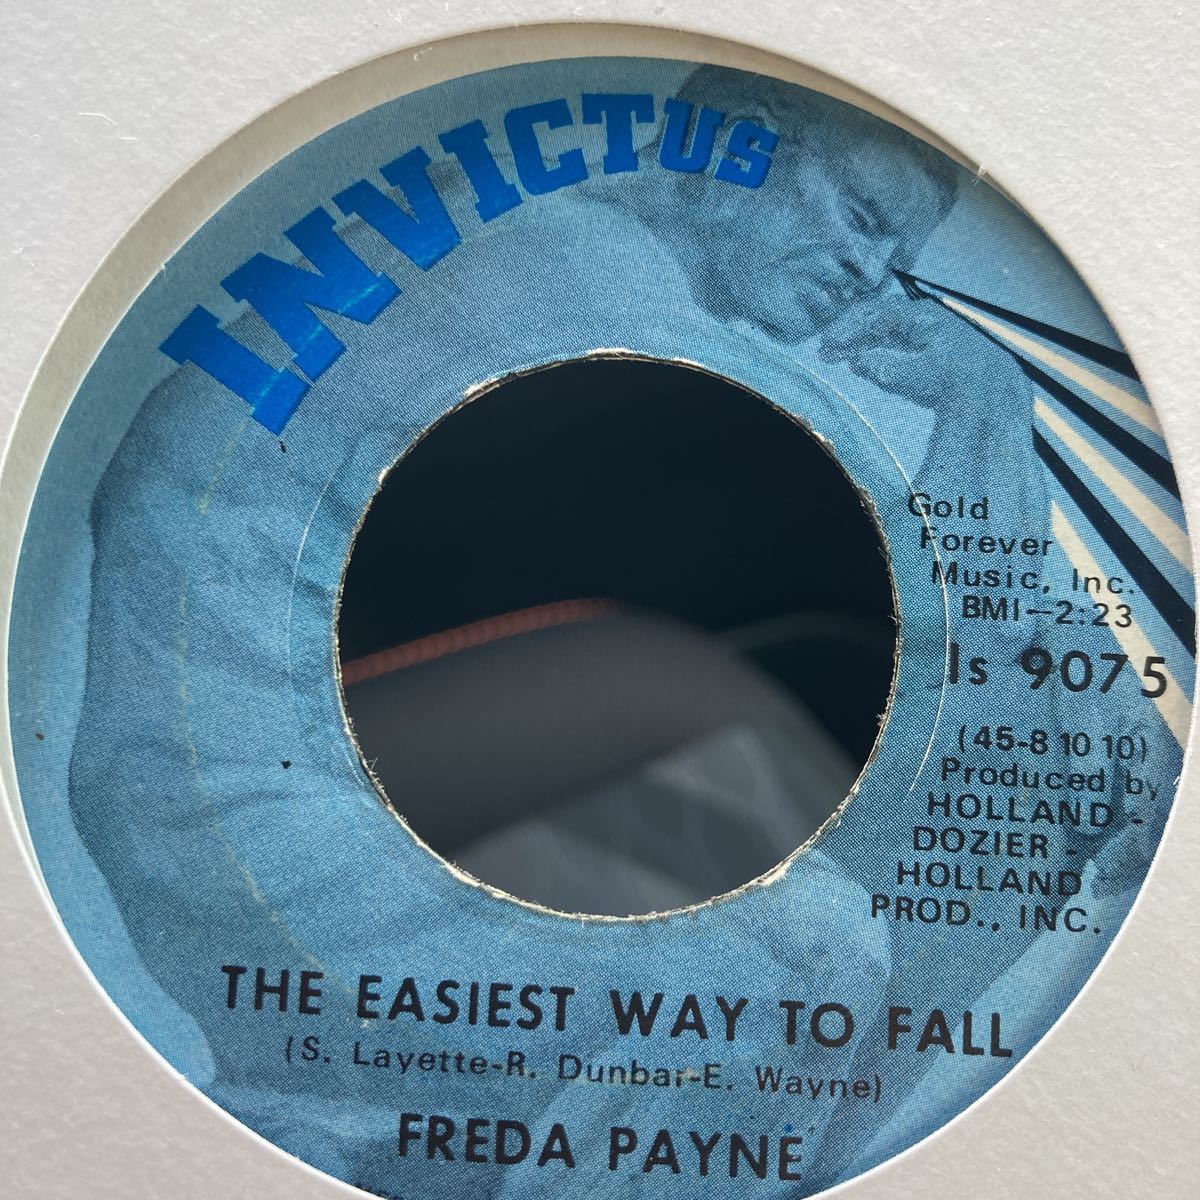 INVICTUS
Gold
Forever
Music, Inc.
BMI—2:23
Is 9075
(45-8 10 10)
Produced by
HOLLAND -
DOZIER -
HOLLAND
PROD., INC.
THE EASIEST WAY TO FALL
(S. Layette-R. Dunbar-E. Wayne)
FREDA PAYNE